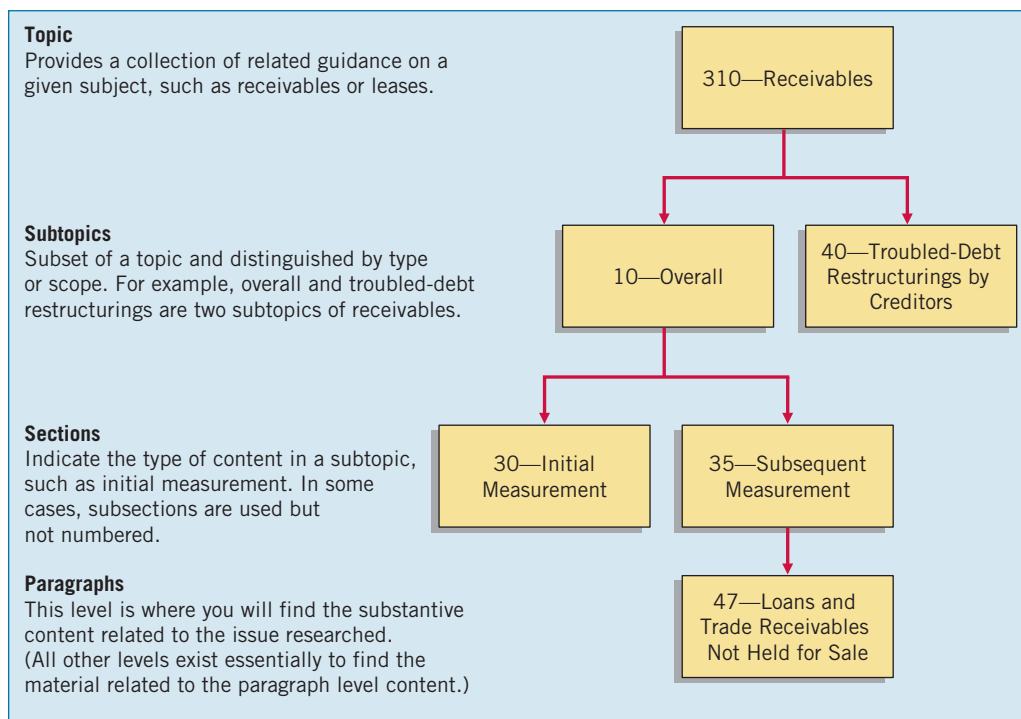 Topic
Provides a collection of related guidance on a
given subject, such as receivables or leases.
310—Receivables
Subtopics
Subset of a topic and distinguished by type
or scope. For example, overall and troubled-debt
restructurings are two subtopics of receivables.
10—Overall
40—Troubled-Debt
Restructurings by
Creditors
Sections
Indicate the type of content in a subtopic,
such as initial measurement. In some
cases, subsections are used but
not numbered.
30—Initial
Measurement
35—Subsequent
Measurement
Paragraphs
This level is where you will find the substantive
content related to the issue researched.
(All other levels exist essentially to find the
material related to the paragraph level content.)
47—Loans and
Trade Receivables
Not Held for Sale